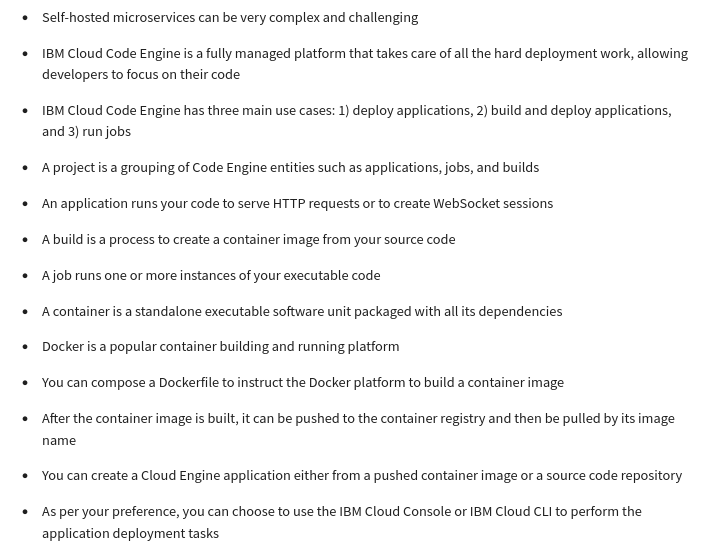 • Self-hosted microservices can be very complex and challenging
• IBM Cloud Code Engine is a fully managed platform that takes care of all the hard deployment work, allowing
developers to focus on their code
• IBM Cloud Code Engine has three main use cases: 1) deploy applications, 2) build and deploy applications,
and 3) run jobs
• A project is a grouping of Code Engine entities such as applications, jobs, and builds
• An application runs your code to serve HTTP requests or to create WebSocket sessions
• A build is a process to create a container image from your source code
• A job runs one or more instances of your executable code
• A container is a standalone executable software unit packaged with all its dependencies
• Docker is a popular container building and running platform
• You can compose a Dockerfile to instruct the Docker platform to build a container image
• After the container image is built, it can be pushed to the container registry and then be pulled by its image
name
• You can create a Cloud Engine application either from a pushed container image or a source code repository
• As per your preference, you can choose to use the IBM Cloud Console or IBM Cloud CLI to perform the
application deployment tasks